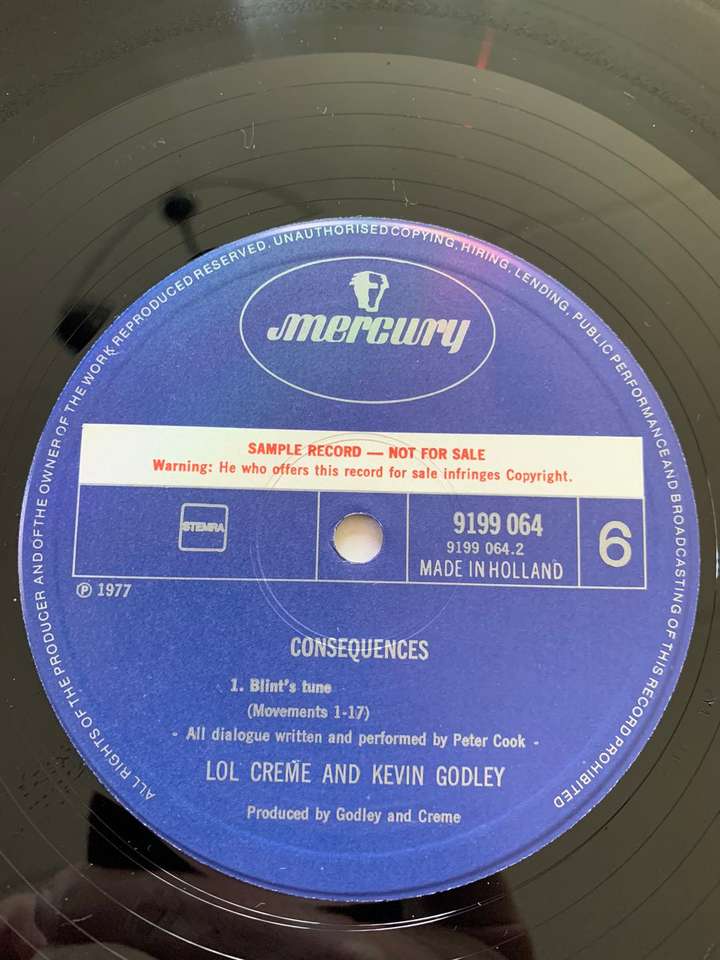 ALL RIGHTS OF THE PRODUCER AND OF THE OWNER OF THE WORK REPRODUCED RESERVED. UNAUTHORISED COPYING, HIRING, LENDING, PUBLIC PERFORMANCE AND BROADCASTING OF THIS RECORD PROHIBITED
mercury
SAMPLE RECORD — NOT FOR SALE
Warning: He who offers this record for sale infringes Copyright.
STEMRA
9199 064
9199 064.2
MADE IN HOLLAND
6
℗ 1977
CONSEQUENCES
1. Blint's tune
(Movements 1-17)
- All dialogue written and performed by Peter Cook -
LOL CREME AND KEVIN GODLEY
Produced by Godley and Creme